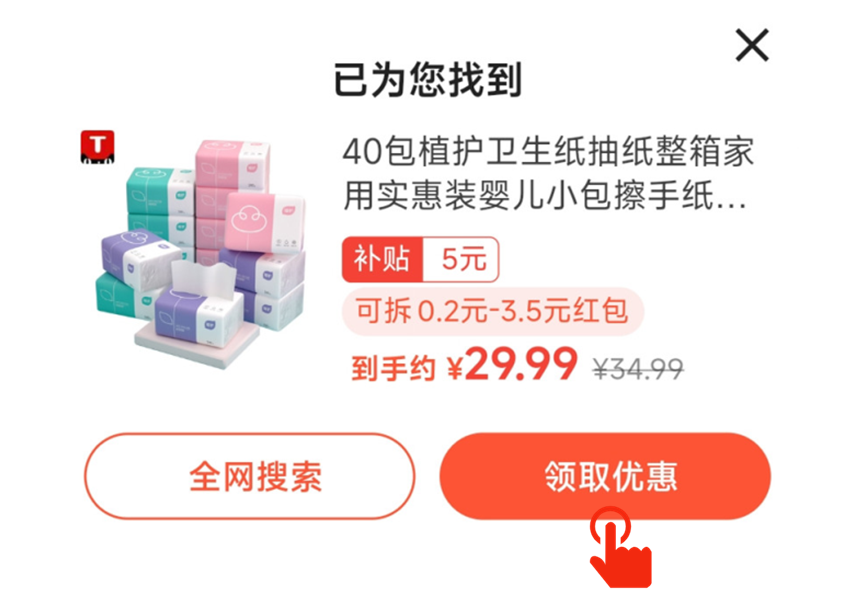 已为您找到
T
40包植护卫生纸抽纸整箱家
用实惠装婴儿小包擦手纸...
补贴 5元
可拆0.2元-3.5元红包
到手约 ¥29.99 ¥34.99
全网搜索
领取优惠